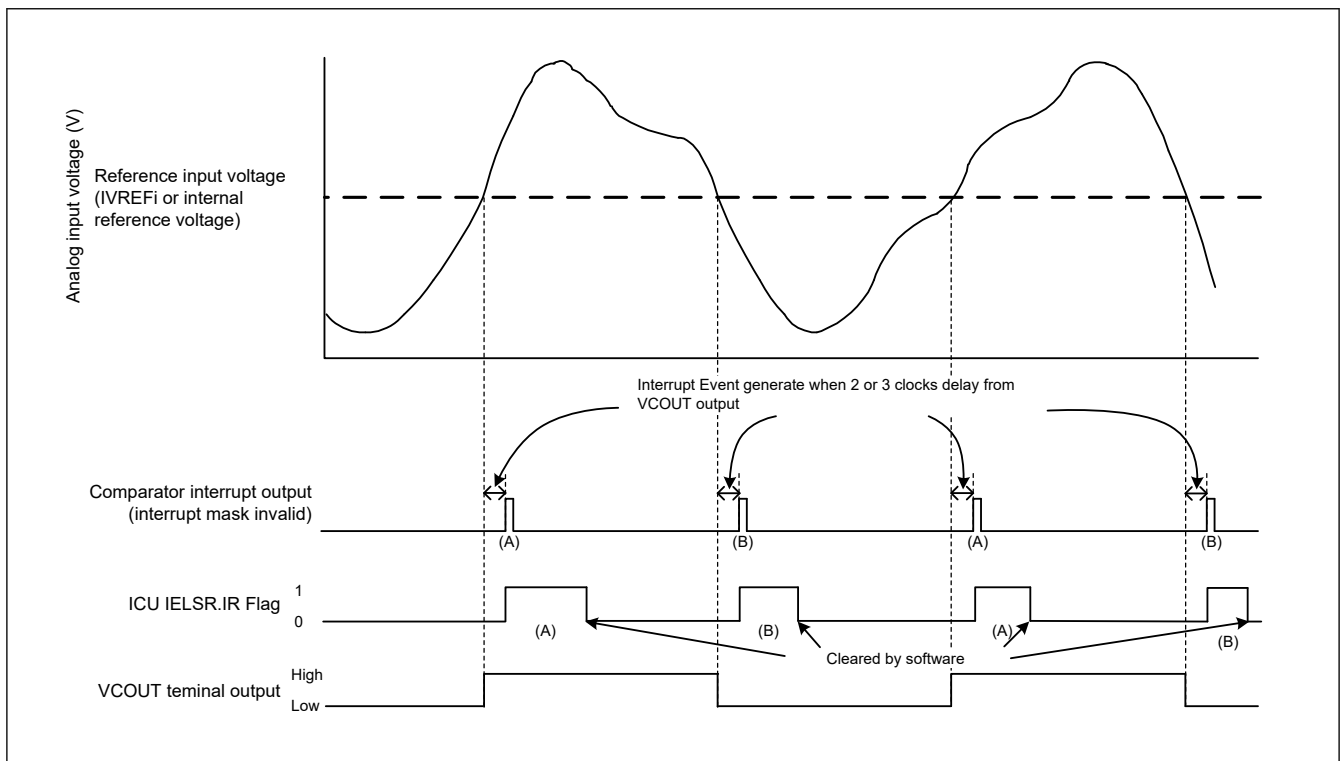 Analog input voltage (V)
Reference input voltage
(IVREFi or internal
reference voltage)
Interrupt Event generate when 2 or 3 clocks delay from
VCOUT output
Comparator interrupt output
(interrupt mask invalid)
(A)
(B)
(A)
(B)
ICU IELSR.IR Flag
1
0
(A)
(B)
(A)
(B)
Cleared by software
VCOUT teminal output
High
Low